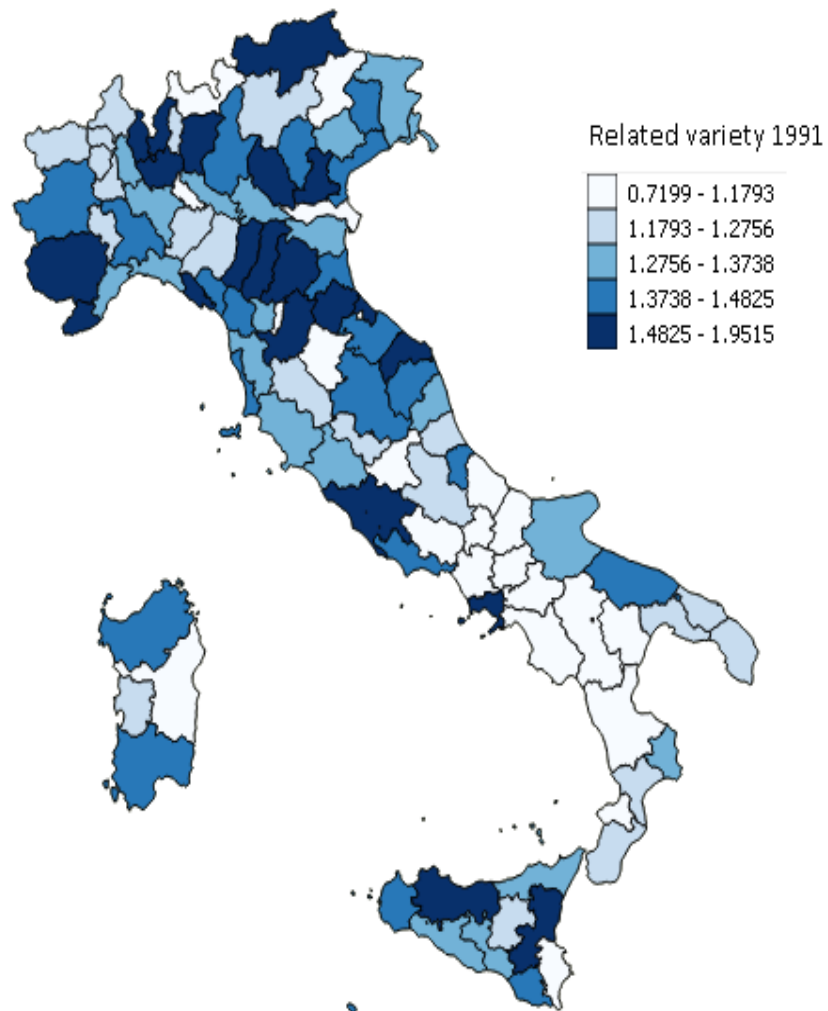 Related variety 1991
0.7199 - 1.1793
1.1793 - 1.2756
1.2756 - 1.3738
1.3738 - 1.4825
1.4825 - 1.9515